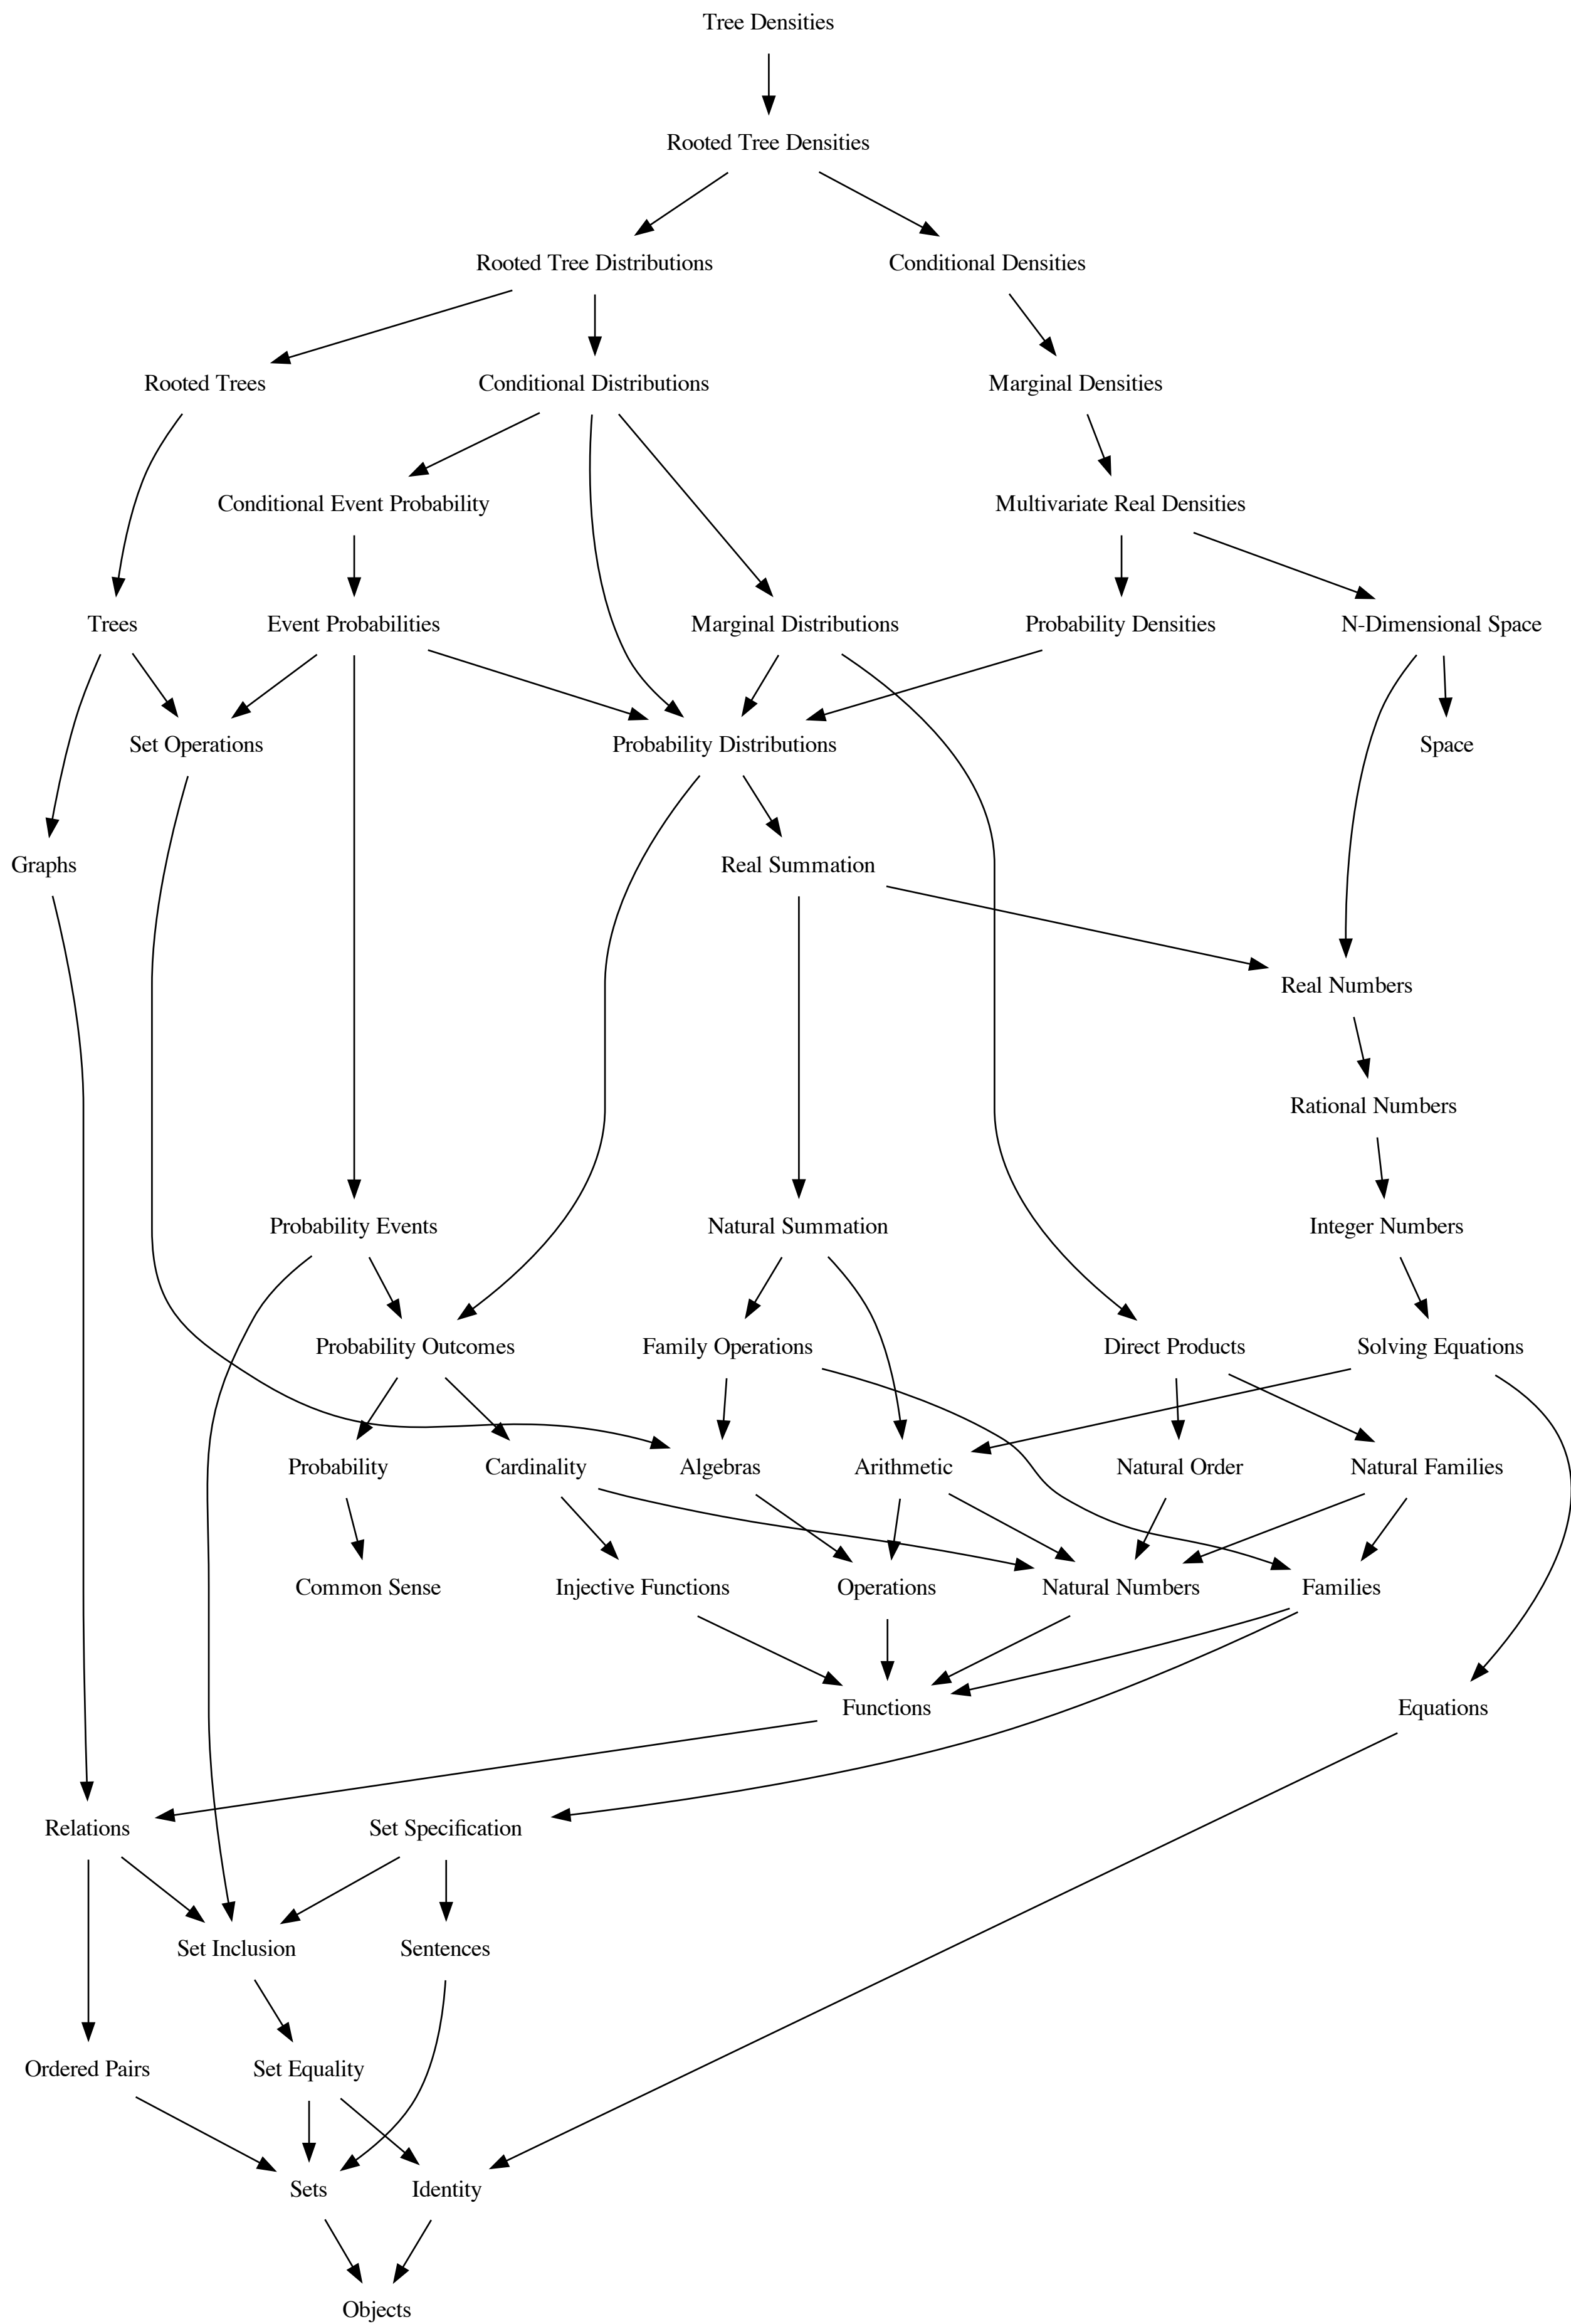 Tree Densities
Rooted Tree Densities
Rooted Tree Distributions
Conditional Densities
Rooted Trees
Conditional Distributions
Marginal Densities
Conditional Event Probability
Multivariate Real Densities
Trees
Event Probabilities
Marginal Distributions
Probability Densities
N-Dimensional Space
Set Operations
Probability Distributions
Space
Graphs
Real Summation
Real Numbers
Rational Numbers
Probability Events
Natural Summation
Integer Numbers
Probability Outcomes
Family Operations
Direct Products
Solving Equations
Probability
Cardinality
Algebras
Arithmetic
Natural Order
Natural Families
Common Sense
Injective Functions
Operations
Natural Numbers
Families
Functions
Equations
Relations
Set Specification
Set Inclusion
Sentences
Ordered Pairs
Set Equality
Sets
Identity
Objects